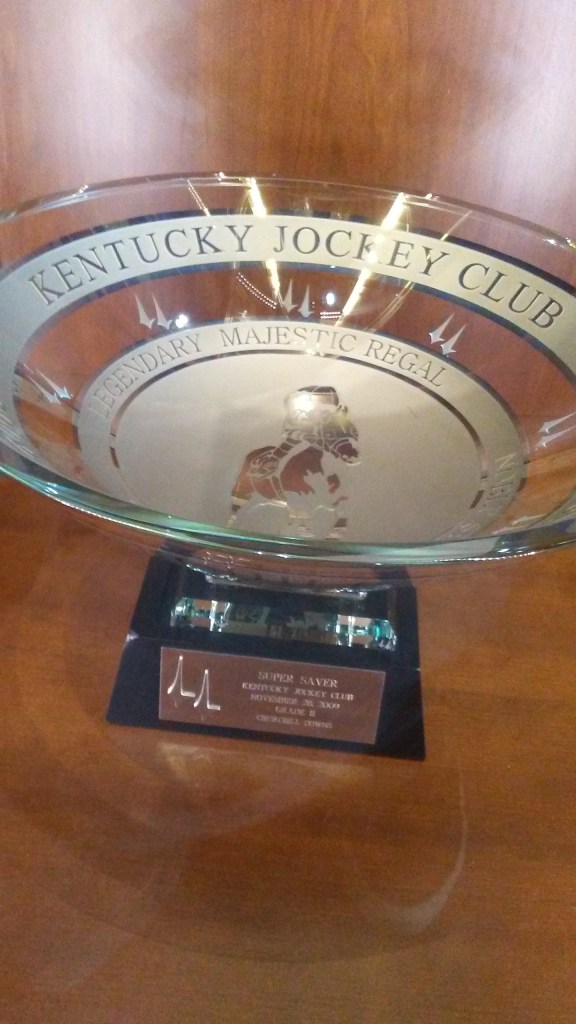 KENTUCKY JOCKEY CLUB
LEGENDARY MAJESTIC REGAL
SUPER SAVER
KENTUCKY JOCKEY CLUB
NOVEMBER 28, 2009
GRADE II
CHURCHILL DOWNS